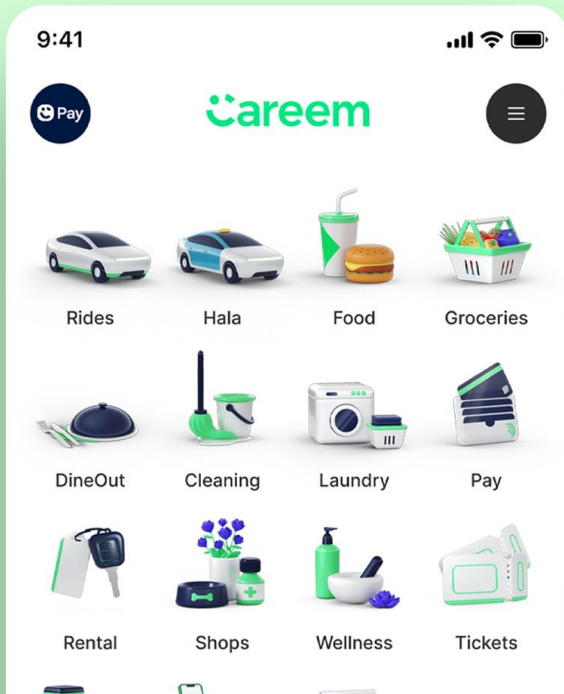 9:41
Pay
Careem
Rides Hala Food Groceries
DineOut Cleaning Laundry Pay
Rental Shops Wellness Tickets